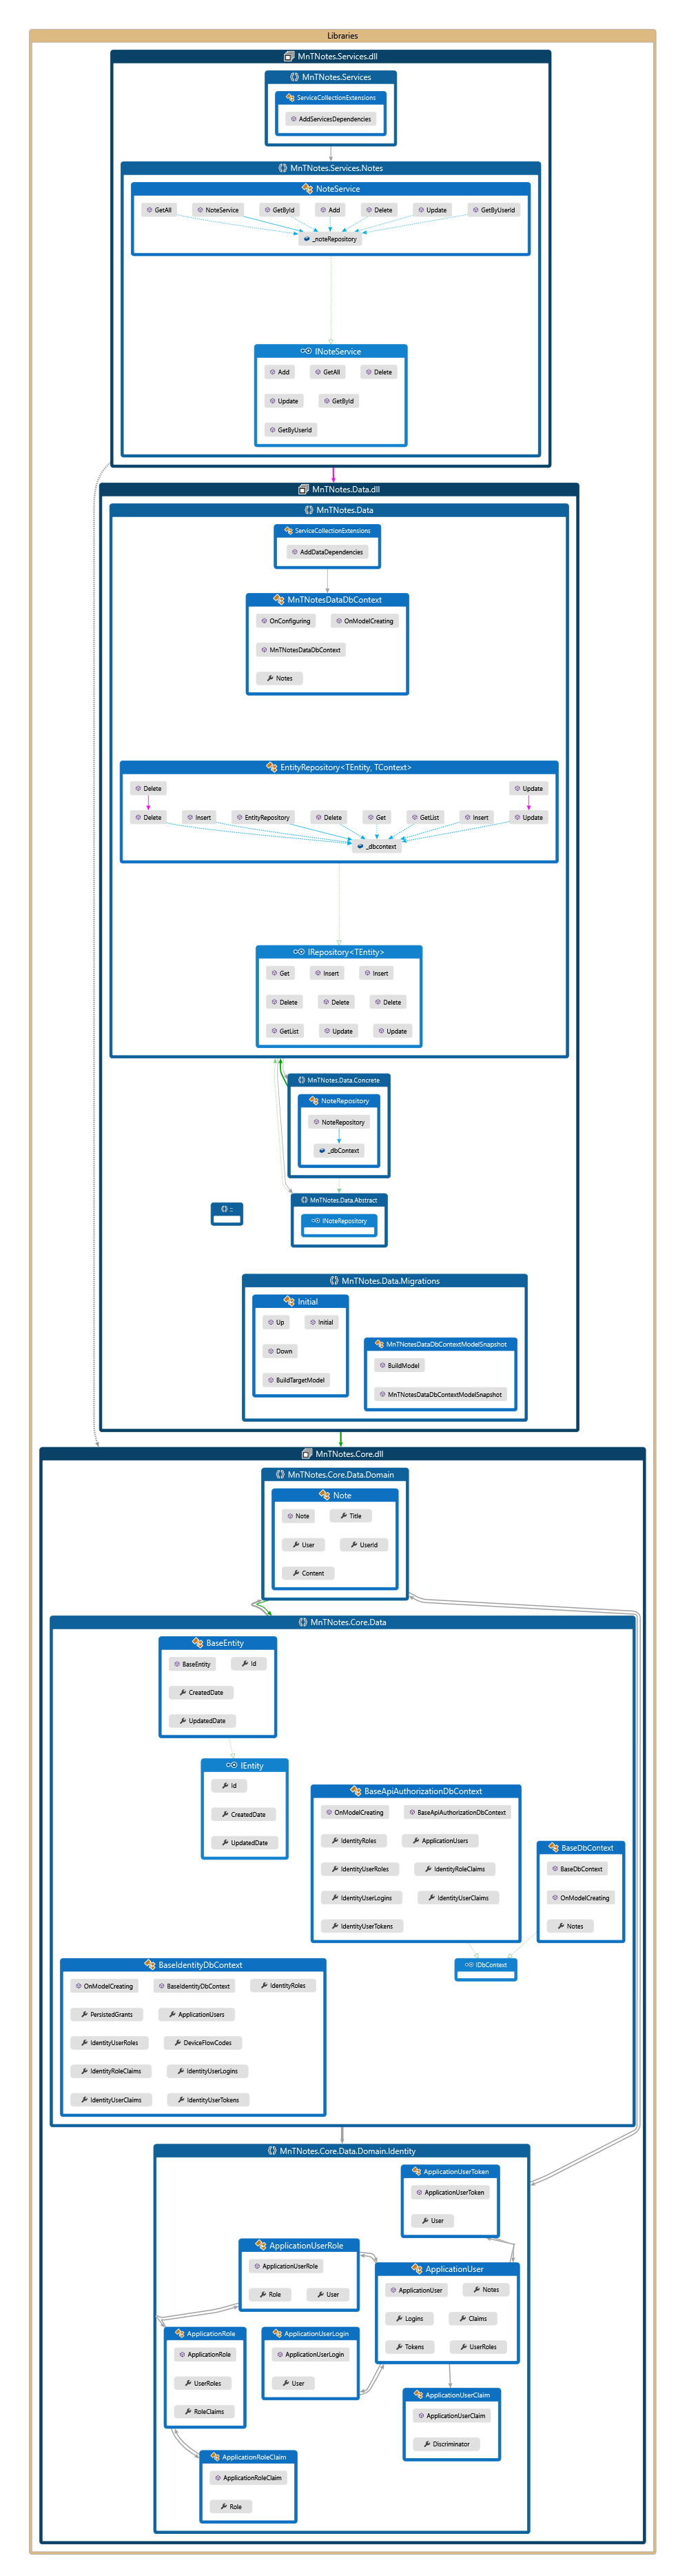 Libraries
MnTNotes.Services.dll
MnTNotes.Services
ServiceCollectionExtensions
AddServicesDependencies
MnTNotes.Services.Notes
NoteService
GetAll NoteService GetById Add Delete Update GetByUserId
_noteRepository
INoteService
Add GetAll Delete
Update GetById
GetByUserId
MnTNotes.Data.dll
MnTNotes.Data
ServiceCollectionExtensions
AddDataDependencies
MnTNotesDataDbContext
OnConfiguring OnModelCreating
MnTNotesDataDbContext
Notes
EntityRepository<TEntity, TContext>
Delete Update
Delete Insert EntityRepository Delete Get GetList Insert Update
_dbcontext
IRepository<TEntity>
Get Insert Insert
Delete Delete Delete
GetList Update Update
MnTNotes.Data.Concrete
NoteRepository
NoteRepository
_dbContext
MnTNotes.Data.Abstract
INoteRepository
::
MnTNotes.Data.Migrations
Initial
Up Initial
Down
BuildTargetModel
MnTNotesDataDbContextModelSnapshot
BuildModel
MnTNotesDataDbContextModelSnapshot
MnTNotes.Core.dll
MnTNotes.Core.Data.Domain
Note
Note Title
User UserId
Content
MnTNotes.Core.Data
BaseEntity
BaseEntity Id
CreatedDate
UpdatedDate
IEntity
Id
CreatedDate
UpdatedDate
BaseApiAuthorizationDbContext
OnModelCreating BaseApiAuthorizationDbContext
IdentityRoles ApplicationUsers
IdentityUserRoles IdentityRoleClaims
IdentityUserLogins IdentityUserClaims
IdentityUserTokens
BaseDbContext
BaseDbContext
OnModelCreating
Notes
IDbContext
BaseIdentityDbContext
OnModelCreating BaseIdentityDbContext IdentityRoles
PersistedGrants ApplicationUsers
IdentityUserRoles DeviceFlowCodes
IdentityRoleClaims IdentityUserLogins
IdentityUserClaims IdentityUserTokens
MnTNotes.Core.Data.Domain.Identity
ApplicationUserToken
ApplicationUserToken
User
ApplicationUserRole
ApplicationUserRole
Role User
ApplicationUser
ApplicationUser Notes
Logins Claims
Tokens UserRoles
ApplicationRole
ApplicationRole
UserRoles
RoleClaims
ApplicationUserLogin
ApplicationUserLogin
User
ApplicationUserClaim
ApplicationUserClaim
Discriminator
ApplicationRoleClaim
ApplicationRoleClaim
Role